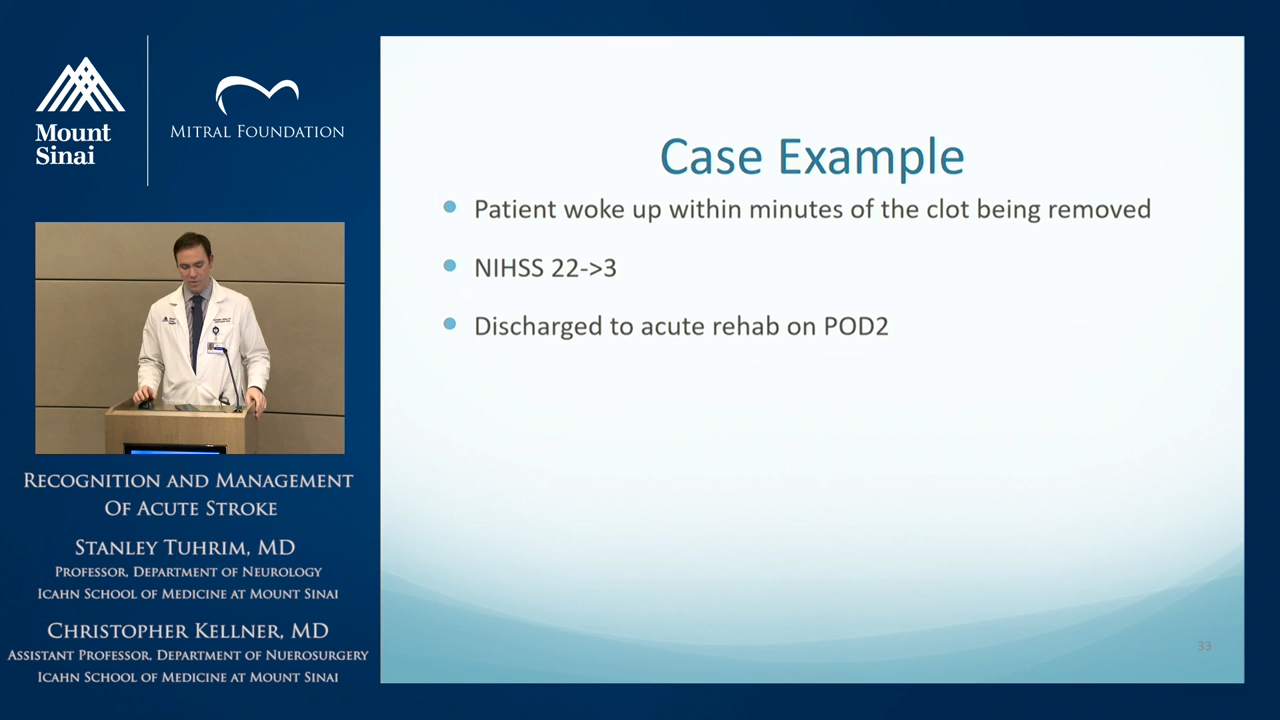 Mount
Sinai
MITRAL FOUNDATION
RECOGNITION AND MANAGEMENT
OF ACUTE STROKE
STANLEY TUHRIM, MD
PROFESSOR, DEPARTMENT OF NEUROLOGY
ICAHN SCHOOL OF MEDICINE AT MOUNT SINAI
CHRISTOPHER KELLNER, MD
ASSISTANT PROFESSOR, DEPARTMENT OF NUEROSURGERY
ICAHN SCHOOL OF MEDICINE AT MOUNT SINAI
Case Example
Patient woke up within minutes of the clot being removed
NIHSS 22->3
Discharged to acute rehab on POD2
33